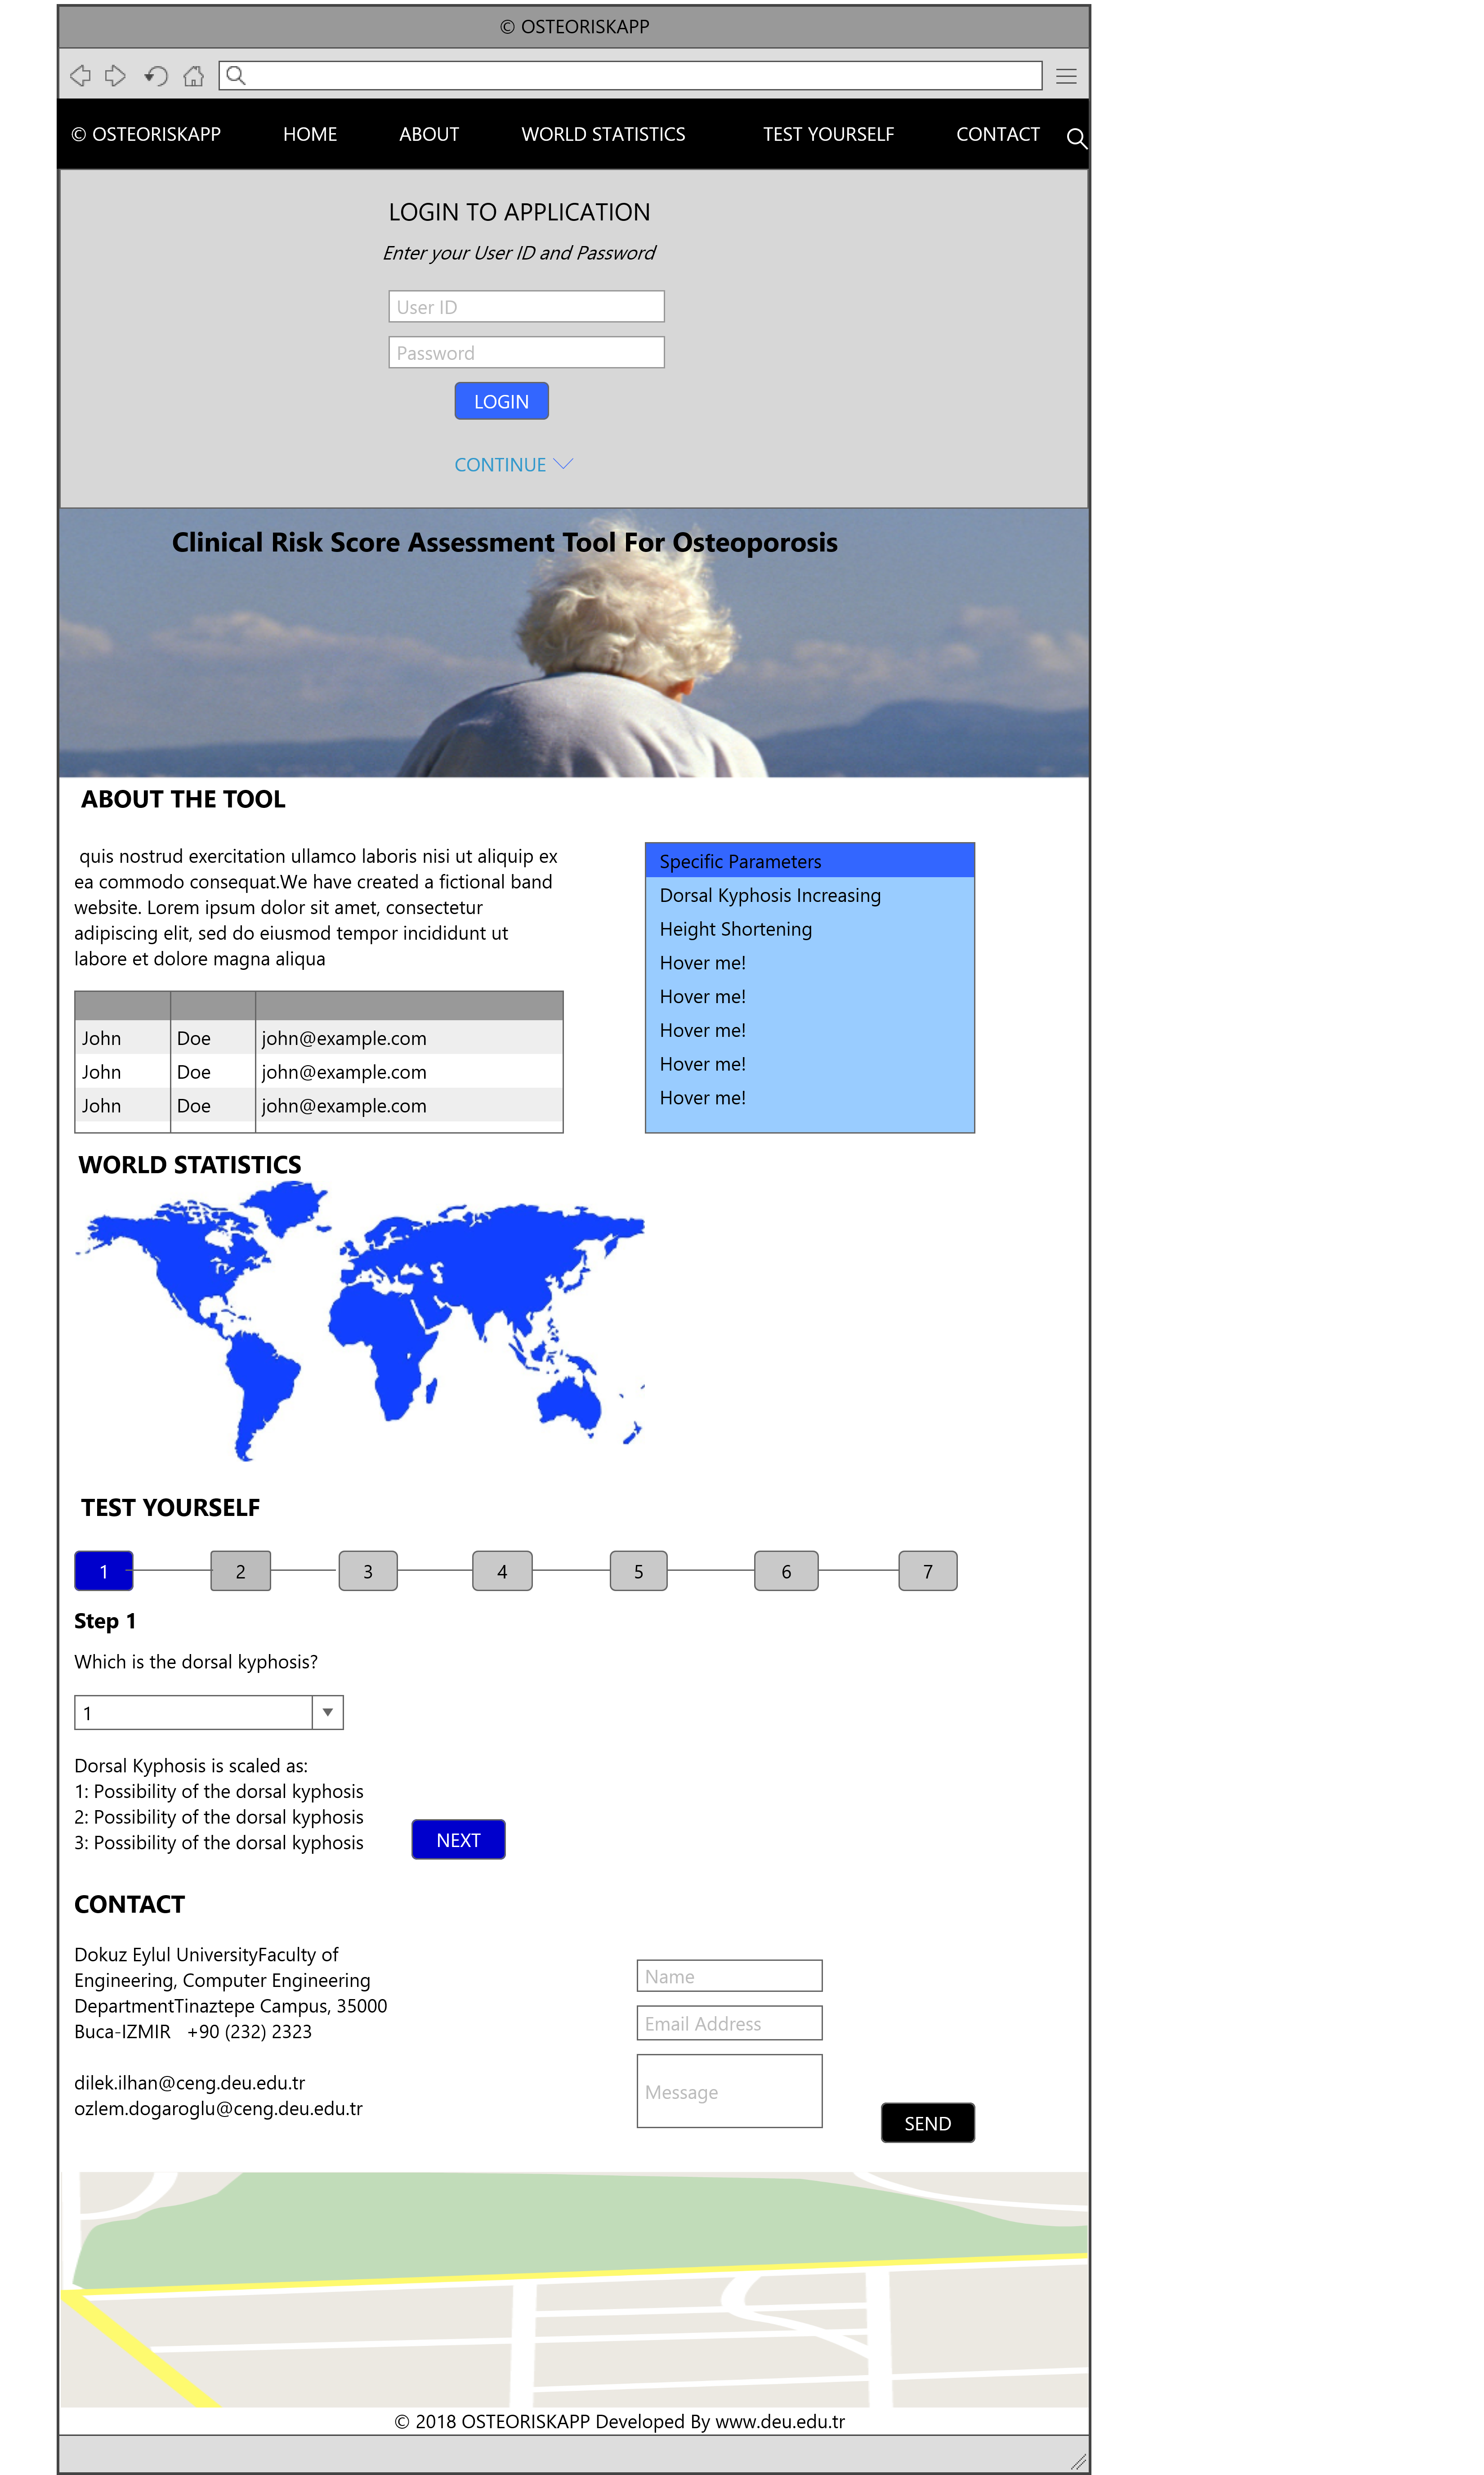 © OSTEORISKAPP
© OSTEORISKAPP HOME ABOUT WORLD STATISTICS TEST YOURSELF CONTACT
LOGIN TO APPLICATION
Enter your User ID and Password
User ID
Password
LOGIN
CONTINUE
Clinical Risk Score Assessment Tool For Osteoporosis
ABOUT THE TOOL
quis nostrud exercitation ullamco laboris nisi ut aliquip ex
ea commodo consequat.We have created a fictional band
website. Lorem ipsum dolor sit amet, consectetur
adipiscing elit, sed do eiusmod tempor incididunt ut
labore et dolore magna aliqua
John Doe john@example.com
John Doe john@example.com
John Doe john@example.com
Specific Parameters
Dorsal Kyphosis Increasing
Height Shortening
Hover me!
Hover me!
Hover me!
Hover me!
Hover me!
WORLD STATISTICS
TEST YOURSELF
1 2 3 4 5 6 7
Step 1
Which is the dorsal kyphosis?
1
Dorsal Kyphosis is scaled as:
1: Possibility of the dorsal kyphosis
2: Possibility of the dorsal kyphosis
3: Possibility of the dorsal kyphosis
NEXT
CONTACT
Dokuz Eylul UniversityFaculty of
Engineering, Computer Engineering
DepartmentTinaztepe Campus, 35000
Buca-IZMIR +90 (232) 2323
dilek.ilhan@ceng.deu.edu.tr
ozlem.dogaroglu@ceng.deu.edu.tr
Name
Email Address
Message
SEND
© 2018 OSTEORISKAPP Developed By www.deu.edu.tr